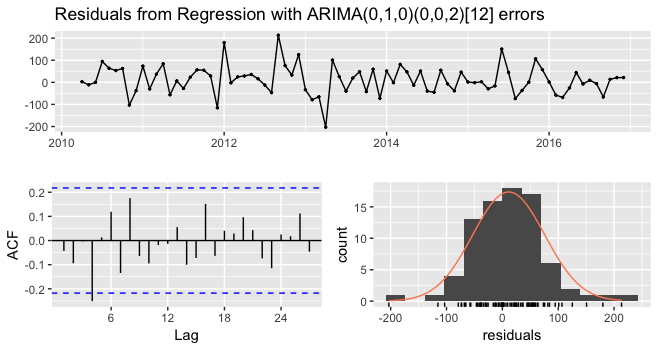 Residuals from Regression with ARIMA(0,1,0)(0,0,2)[12] errors
200
100
0
-100
-200
2010 2012 2014 2016
ACF
0.2
0.1
0.0
-0.1
-0.2
6 12 18 24
Lag
count
15
10
5
0
-200 -100 0 100 200
residuals